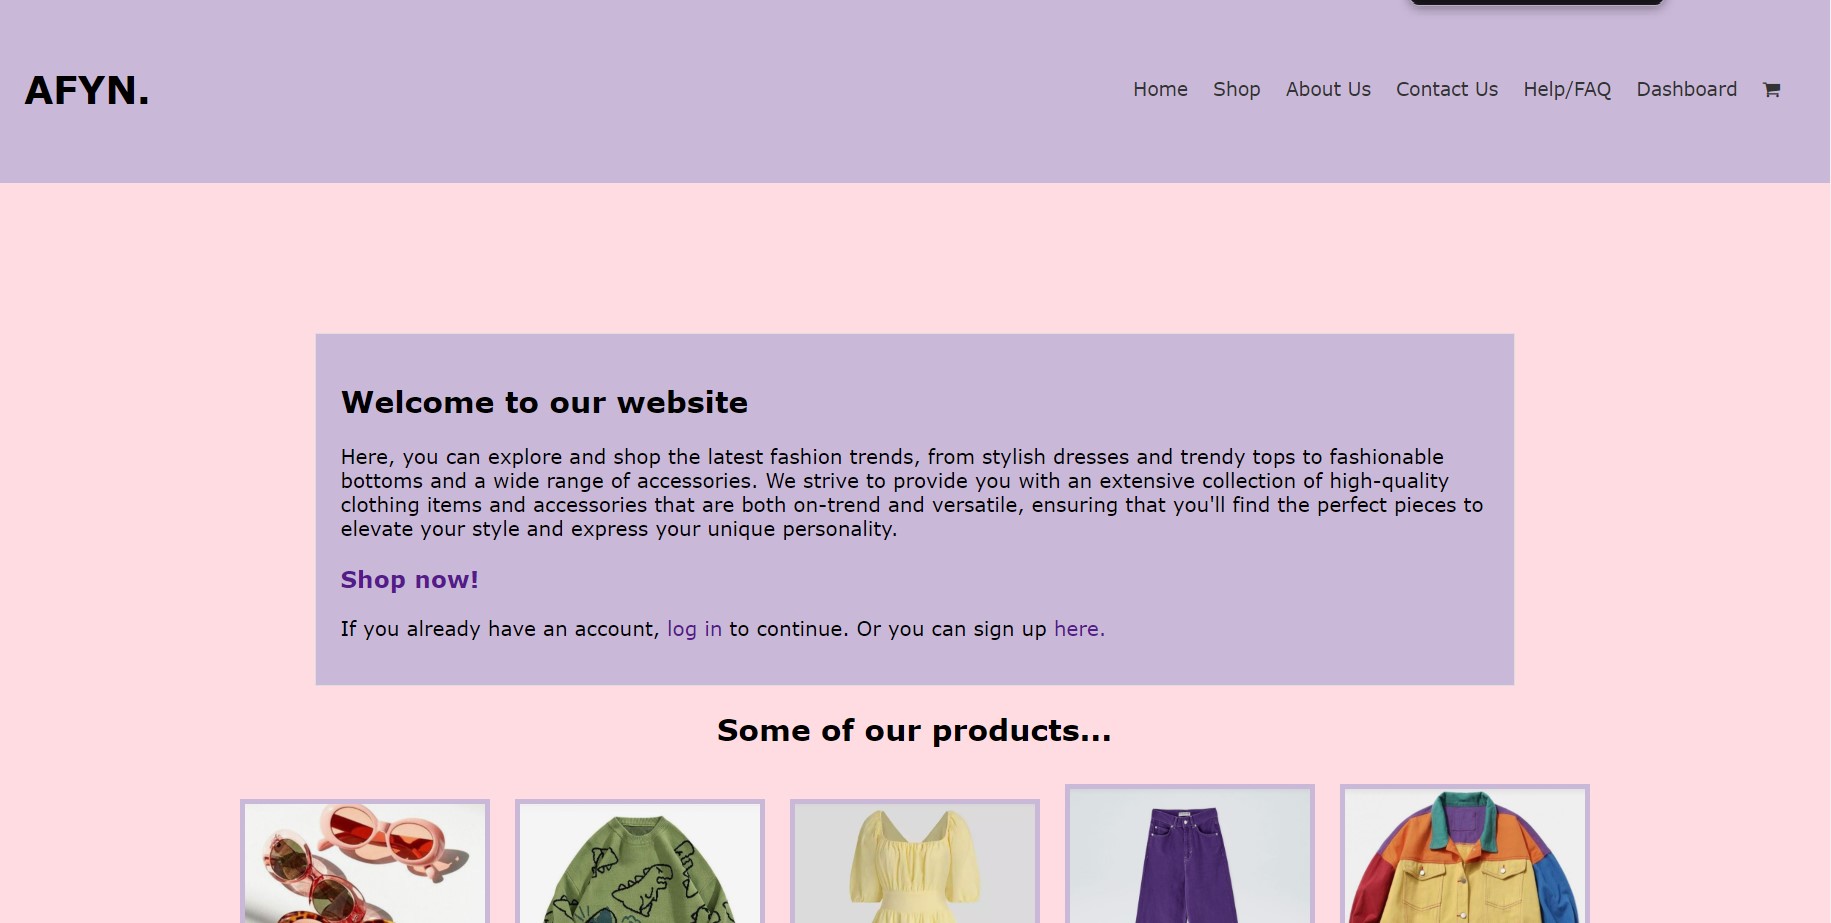 AFYN.
Home Shop About Us Contact Us Help/FAQ Dashboard
Welcome to our website
Here, you can explore and shop the latest fashion trends, from stylish dresses and trendy tops to fashionable
bottoms and a wide range of accessories. We strive to provide you with an extensive collection of high-quality
clothing items and accessories that are both on-trend and versatile, ensuring that you'll find the perfect pieces to
elevate your style and express your unique personality.
Shop now!
If you already have an account, log in to continue. Or you can sign up here.
Some of our products...